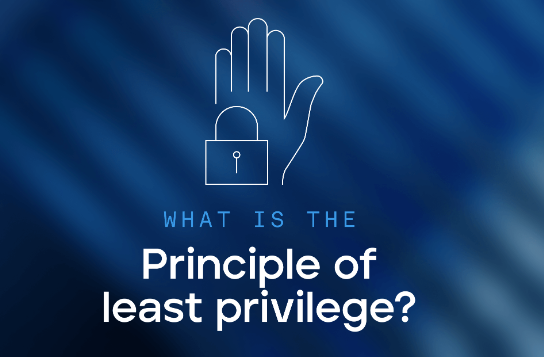 WHAT IS THE
Principle of
least privilege?